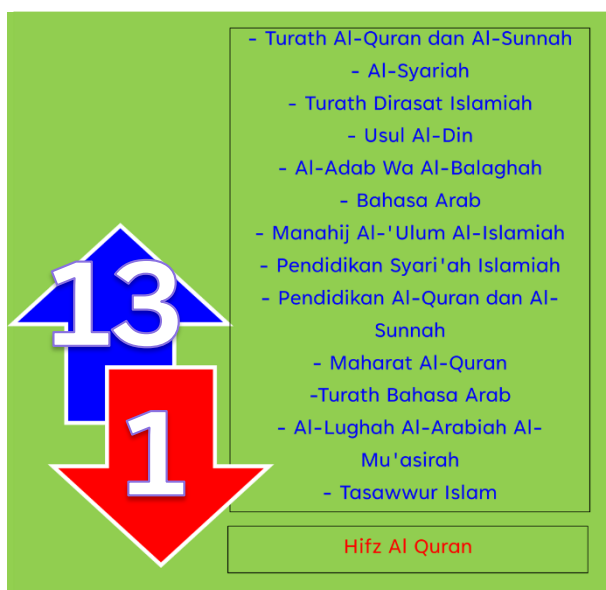 - Turath Al-Quran dan Al-Sunnah
- Al-Syariah
- Turath Dirasat Islamiah
- Usul Al-Din
- Al-Adab Wa Al-Balaghah
- Bahasa Arab
- Manahij Al-'Ulum Al-Islamiah
- Pendidikan Syari'ah Islamiah
- Pendidikan Al-Quran dan Al-
Sunnah
- Maharat Al-Quran
-Turath Bahasa Arab
- Al-Lughah Al-Arabiah Al-
Mu'asirah
- Tasawwur Islam
13
1
Hifz Al Quran